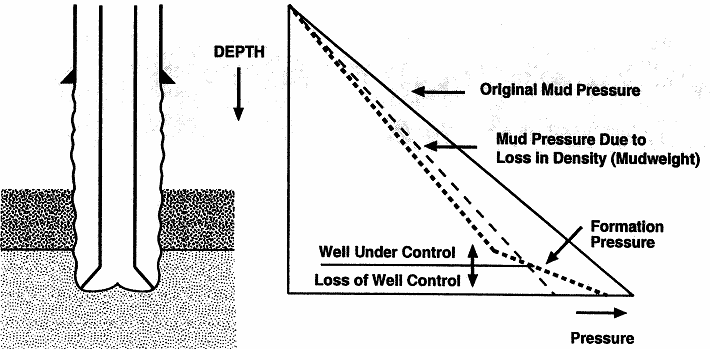 DEPTH
Original Mud Pressure
Mud Pressure Due to
Loss in Density (Mudweight)
Formation
Pressure
Well Under Control
Loss of Well Control
Pressure